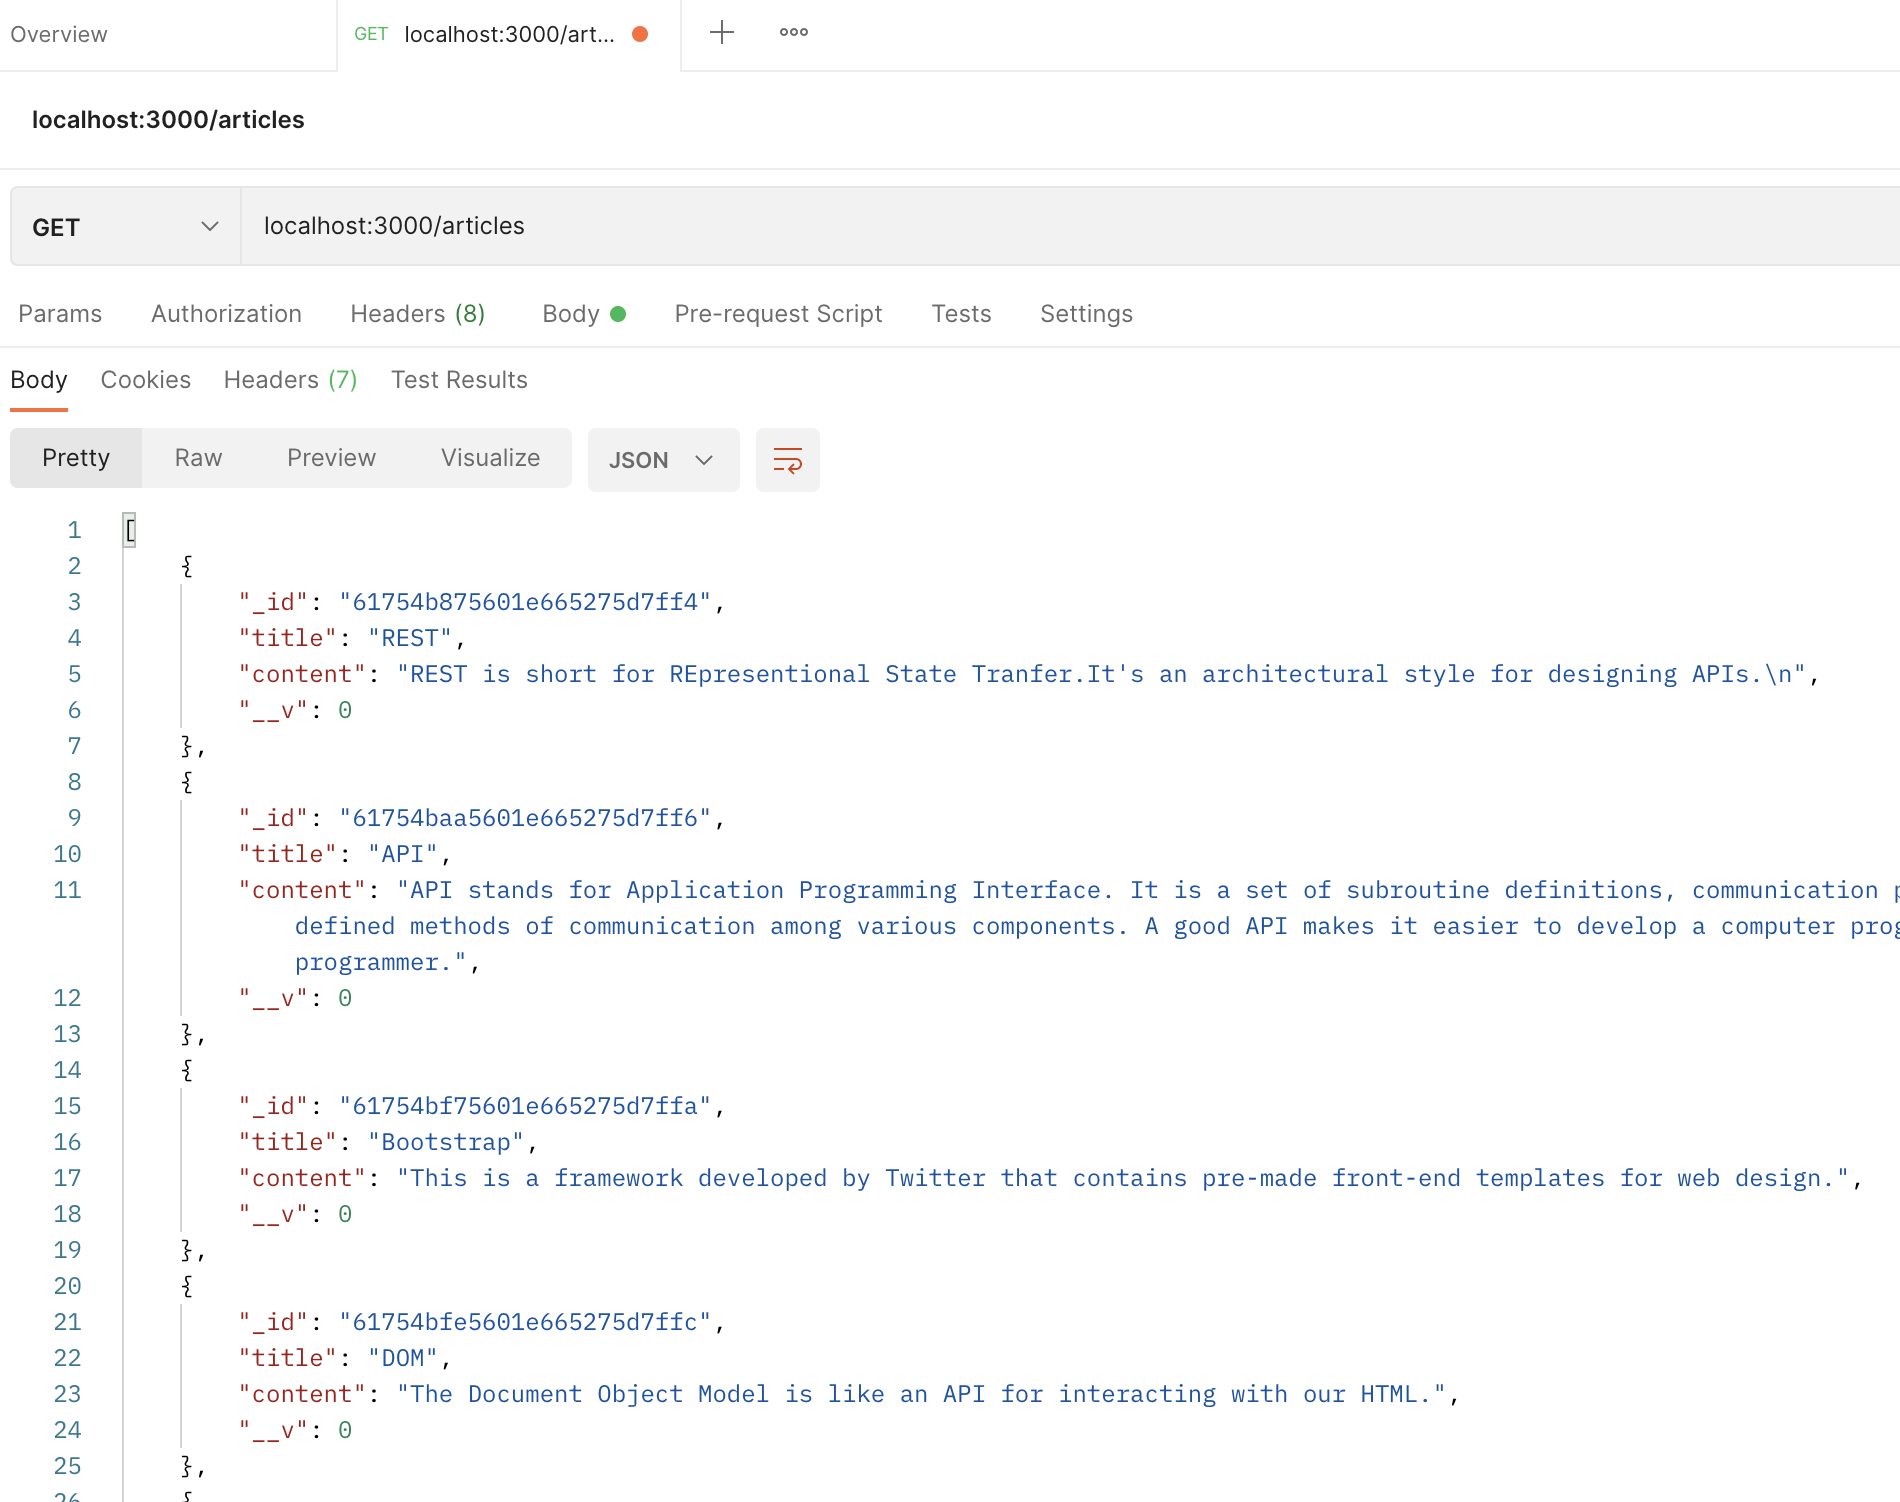 Overview
GET localhost:3000/art...
localhost:3000/articles
GET localhost:3000/articles
Params Authorization Headers (8) Body Pre-request Script Tests Settings
Body Cookies Headers (7) Test Results
Pretty Raw Preview Visualize JSON
1 [
2 {
3 "_id": "61754b875601e665275d7ff4",
4 "title": "REST",
5 "content": "REST is short for REpresentional State Tranfer.It's an architectural style for designing APIs.\n",
6 "__v": 0
7 },
8 {
9 "_id": "61754baa5601e665275d7ff6",
10 "title": "API",
11 "content": "API stands for Application Programming Interface. It is a set of subroutine definitions, communication
defined methods of communication among various components. A good API makes it easier to develop a computer
programmer.",
12 "__v": 0
13 },
14 {
15 "_id": "61754bf75601e665275d7ffa",
16 "title": "Bootstrap",
17 "content": "This is a framework developed by Twitter that contains pre-made front-end templates for web design.",
18 "__v": 0
19 },
20 {
21 "_id": "61754bfe5601e665275d7ffc",
22 "title": "DOM",
23 "content": "The Document Object Model is like an API for interacting with our HTML.",
24 "__v": 0
25 },
26 {